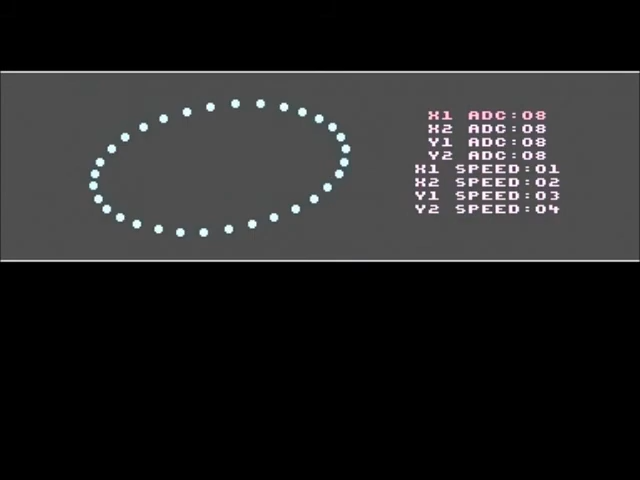 X1 ADC:08
X2 ADC:08
Y1 ADC:08
Y2 ADC:08
X1 SPEED:01
X2 SPEED:02
Y1 SPEED:03
Y2 SPEED:04